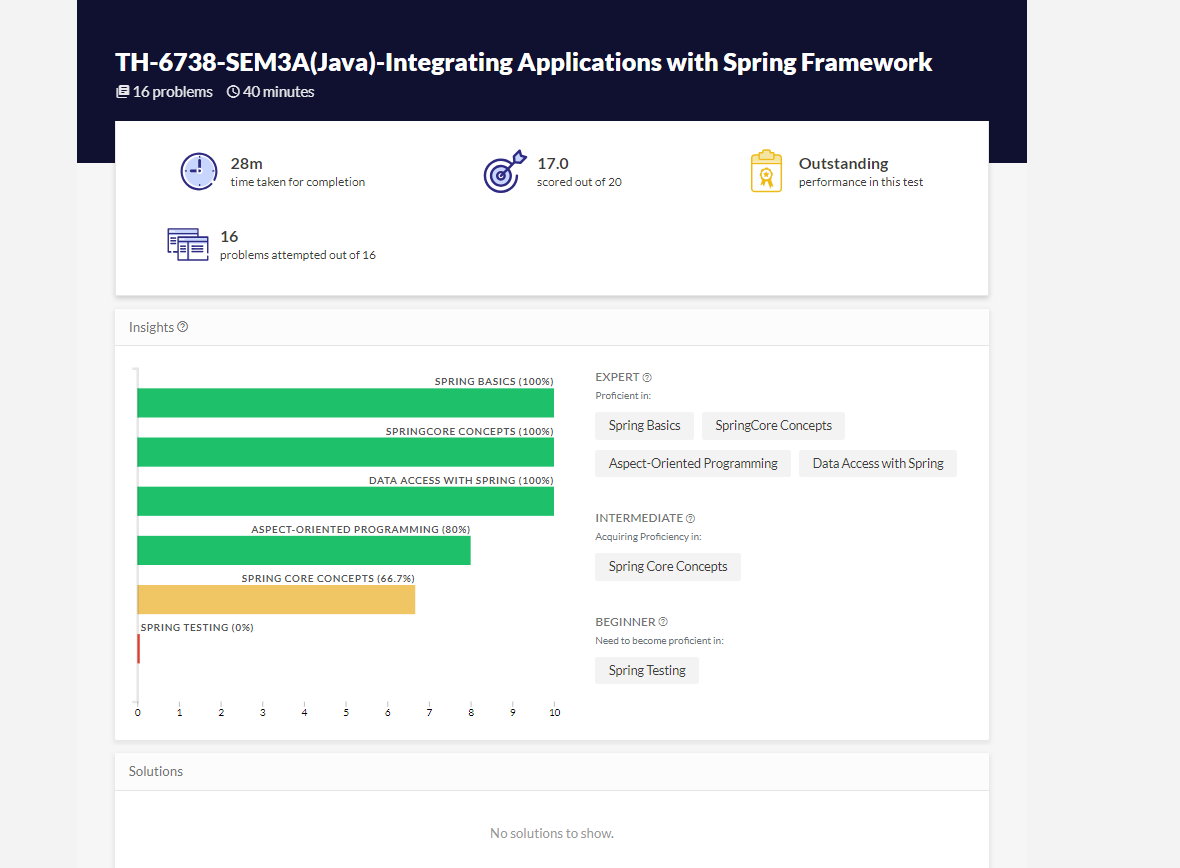 TH-6738-SEM3A(Java)-Integrating Applications with Spring Framework
16 problems 40 minutes
28m
time taken for completion
17.0
scored out of 20
Outstanding
performance in this test
16
problems attempted out of 16
Insights
SPRING BASICS (100%)
SPRINGCORE CONCEPTS (100%)
DATA ACCESS WITH SPRING (100%)
ASPECT-ORIENTED PROGRAMMING (80%)
SPRING CORE CONCEPTS (66.7%)
SPRING TESTING (0%)
0 1 2 3 4 5 6 7 8 9 10
EXPERT
Proficient in:
Spring Basics SpringCore Concepts
Aspect-Oriented Programming Data Access with Spring
INTERMEDIATE
Acquiring Proficiency in:
Spring Core Concepts
BEGINNER
Need to become proficient in:
Spring Testing
Solutions
No solutions to show.